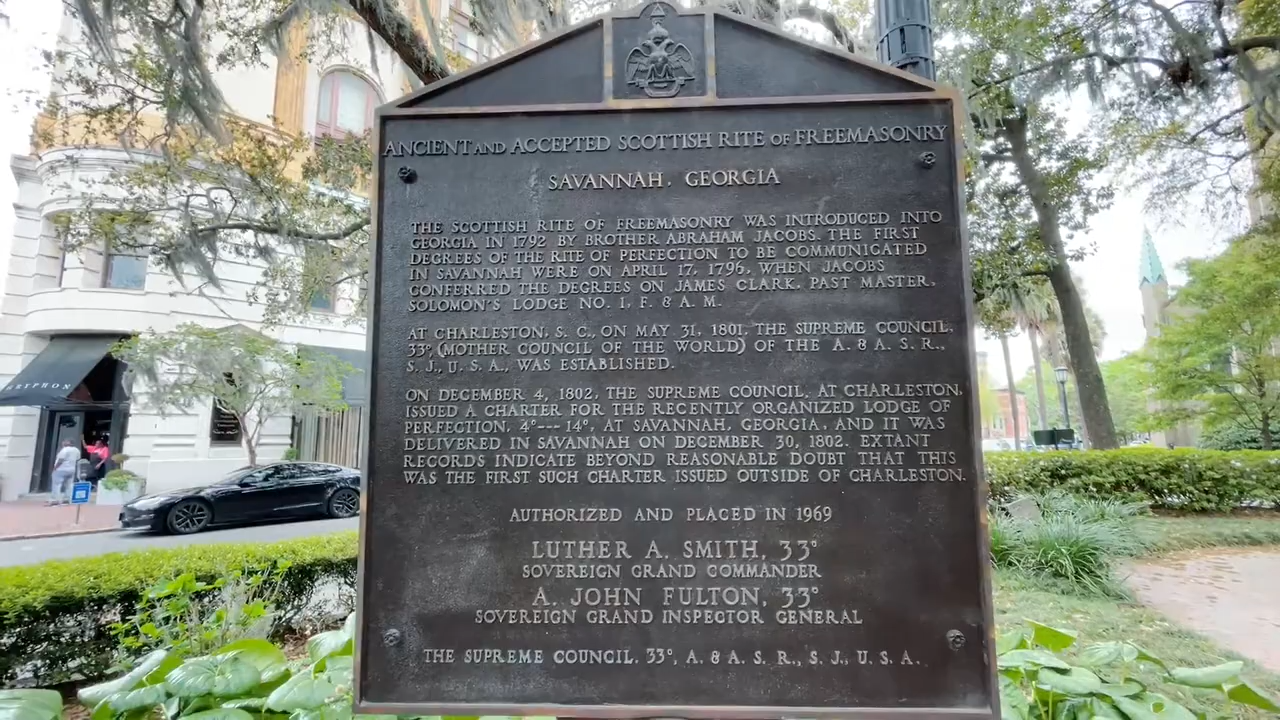 ANCIENT AND ACCEPTED SCOTTISH RITE OF FREEMASONRY
SAVANNAH, GEORGIA
THE SCOTTISH RITE OF FREEMASONRY WAS INTRODUCED INTO
GEORGIA IN 1792 BY BROTHER ABRAHAM JACOBS. THE FIRST
DEGREES OF THE RITE OF PERFECTION TO BE COMMUNICATED
IN SAVANNAH WERE ON APRIL 17, 1796, WHEN JACOBS
CONFERRED THE DEGREES ON JAMES CLARK, PAST MASTER,
SOLOMON'S LODGE NO. 1, F. & A. M.
AT CHARLESTON, S. C., ON MAY 31, 1801, THE SUPREME COUNCIL,
33°, (MOTHER COUNCIL OF THE WORLD) OF THE A. & A. S. R.,
S. J., U. S. A., WAS ESTABLISHED.
ON DECEMBER 4, 1802, THE SUPREME COUNCIL, AT CHARLESTON,
ISSUED A CHARTER FOR THE RECENTLY ORGANIZED LODGE OF
PERFECTION, 4°---14°, AT SAVANNAH, GEORGIA, AND IT WAS
DELIVERED IN SAVANNAH ON DECEMBER 30, 1802. EXTANT
RECORDS INDICATE BEYOND REASONABLE DOUBT THAT THIS
WAS THE FIRST SUCH CHARTER ISSUED OUTSIDE OF CHARLESTON.
AUTHORIZED AND PLACED IN 1969
LUTHER A. SMITH, 33°
SOVEREIGN GRAND COMMANDER
A. JOHN FULTON, 33°
SOVEREIGN GRAND INSPECTOR GENERAL
THE SUPREME COUNCIL, 33°, A. & A. S. R., S. J., U. S. A.
GRYPHON